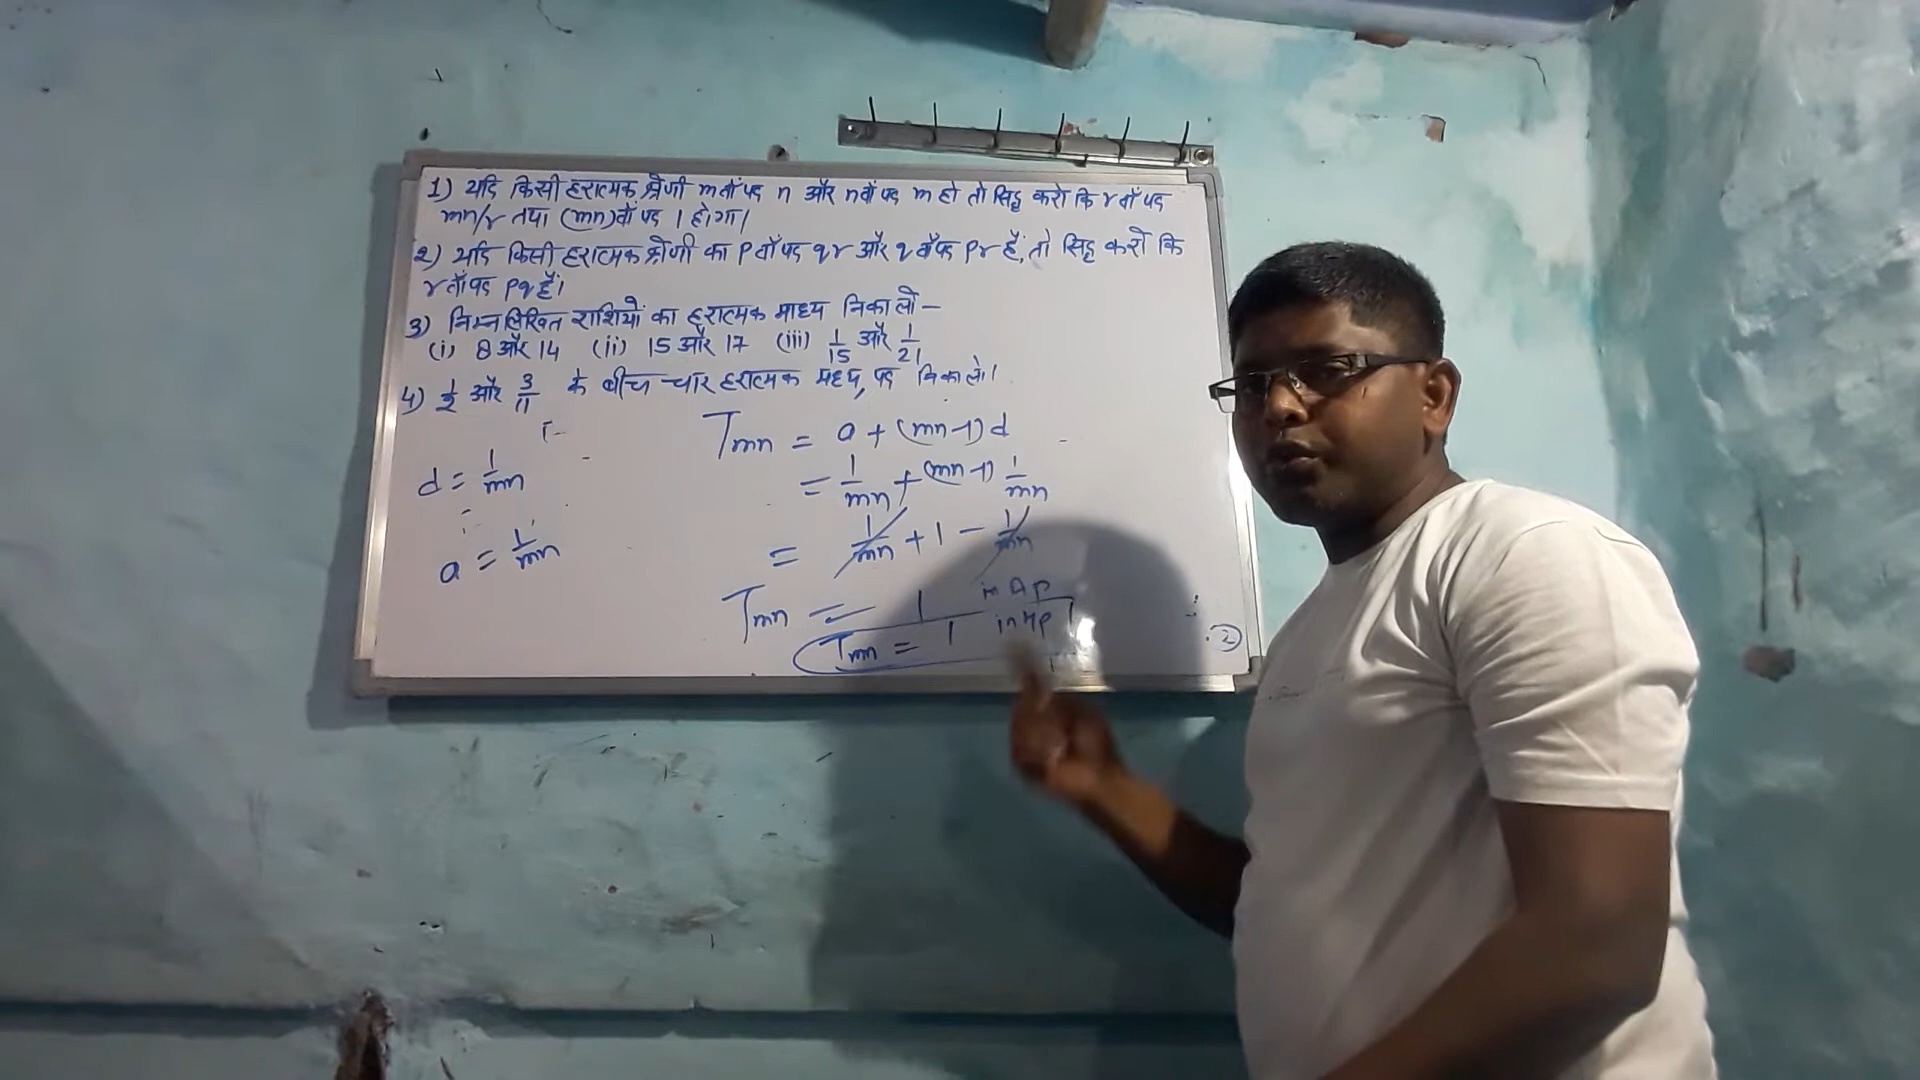 1) यदि किसी हरात्मक श्रेणी mवाँ पद n और nवाँ पद m हो तो सिद्ध करो कि rवाँ पद
mn/r तथा (mn)वाँ पद 1 होगा।
2) यदि किसी हरात्मक श्रेणी का pवाँ पद qr और qवाँ पद pr है, तो सिद्ध करो कि
rवाँ पद pq है।
3) निम्नलिखित राशियों का हरात्मक माध्य निकालो –
(i) 8 और 14 (ii) 15 और 17 (iii) 1/15 और 1/21
4) 1/2 और 3/11 के बीच चार हरात्मक मध्य पद निकालो।
Tmn = a + (mn-1) d
d = 1/mn
= 1/mn + (mn-1) 1/mn
a = 1/mn
= 1/mn + 1 - 1/mn
Tmn = 1 in AP
Tmn = 1 in HP
2